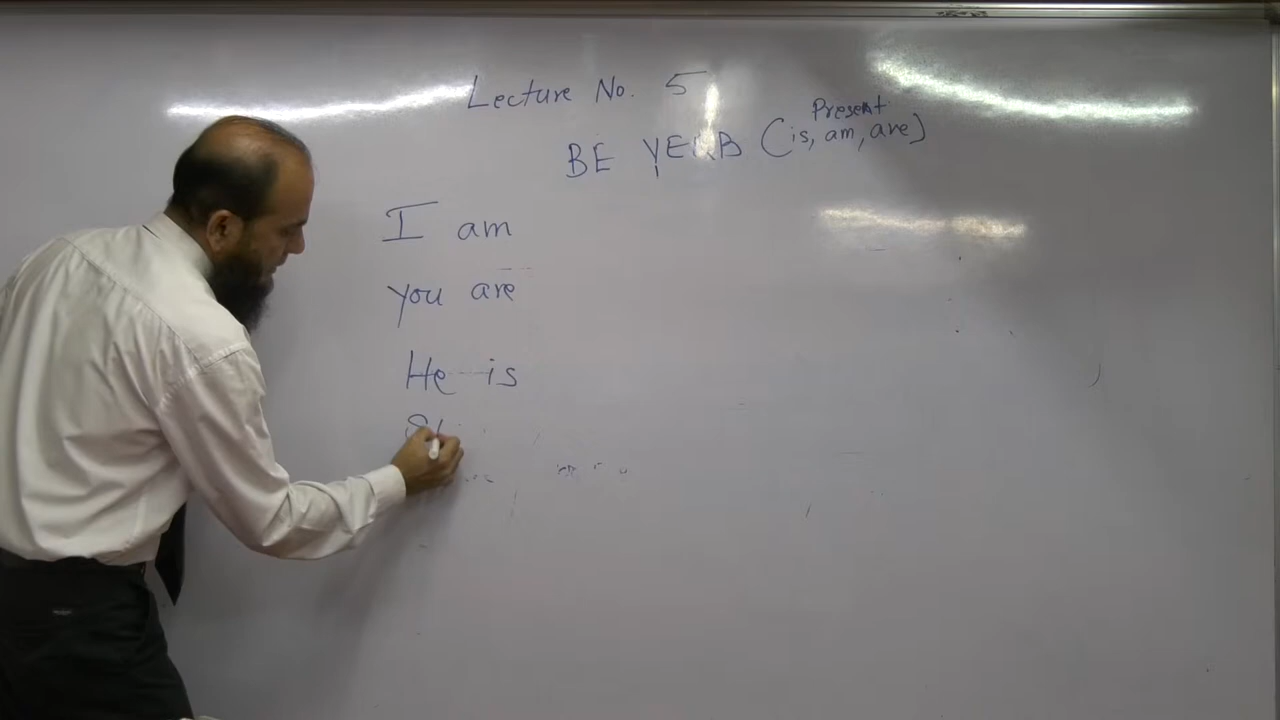 Lecture No. 5
Present
BE VERB (is, am, are)
I am
you are
He is